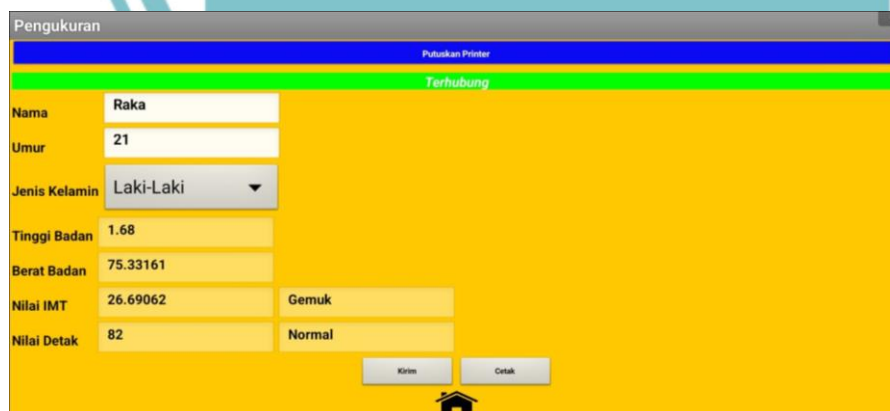 Pengukuran
Putuskan Printer
Terhubung
Nama Raka
Umur 21
Jenis Kelamin Laki-Laki
Tinggi Badan 1.68
Berat Badan 75.33161
Nilai IMT 26.69062 Gemuk
Nilai Detak 82 Normal
Kirim Cetak